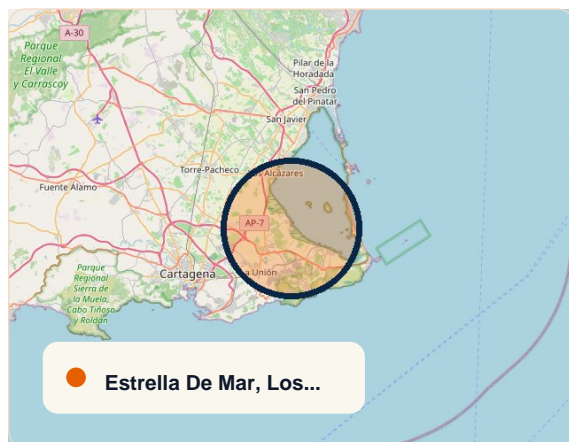 A-30
Parque
Regional
El Valle
y Carrascoy
Pilar de la
Horadada
San Pedro
del Pinatar
San Javier
Torre-Pacheco
Los Alcázares
Fuente Álamo
AP-7
Cartagena
La Unión
Parque
Regional
Sierra de
la Muela,
Cabo Tiñoso
y Roldán
Estrella De Mar, Los...